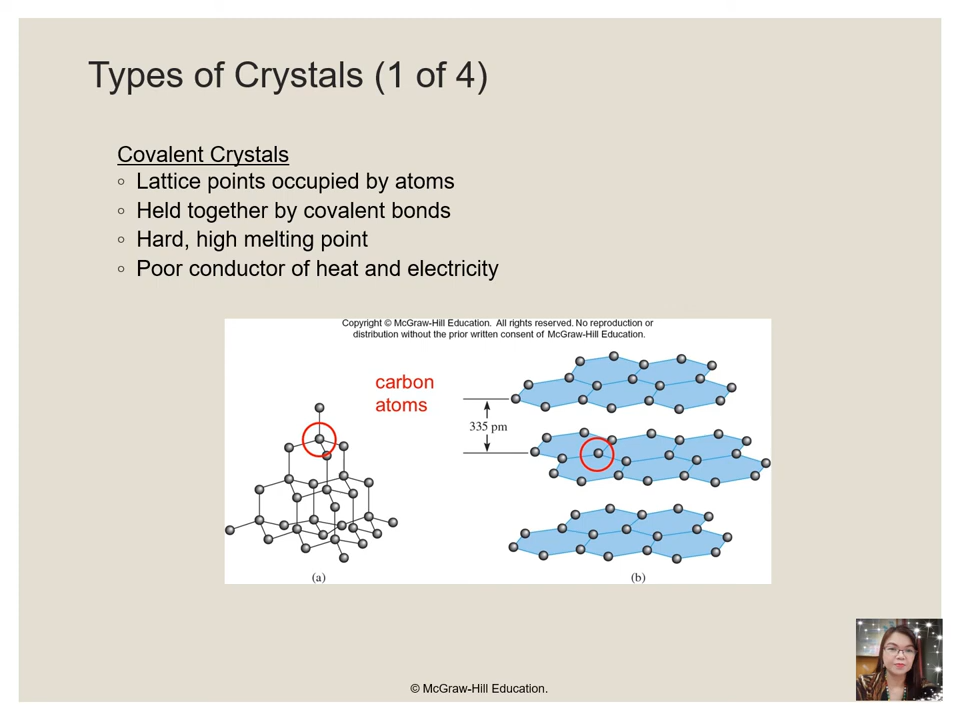 Types of Crystals (1 of 4)
Covalent Crystals
◦ Lattice points occupied by atoms
◦ Held together by covalent bonds
◦ Hard, high melting point
◦ Poor conductor of heat and electricity
Copyright © McGraw-Hill Education. All rights reserved. No reproduction or
distribution without the prior written consent of McGraw-Hill Education.
carbon
atoms
335 pm
(a)
(b)
© McGraw-Hill Education.